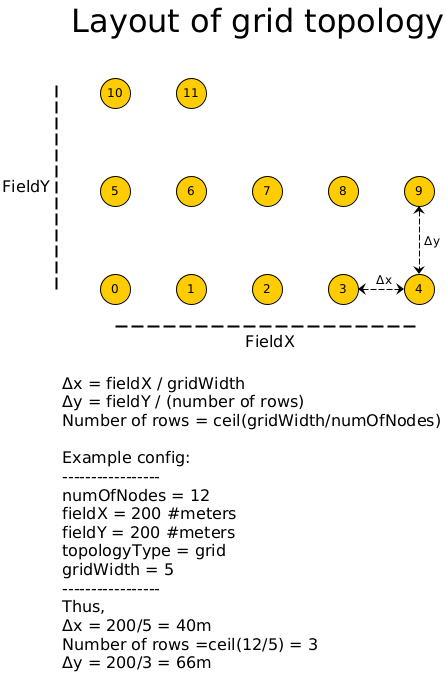 Layout of grid topology
10 11
FieldY
5 6 7 8 9
Δy
Δx
0 1 2 3 4
FieldX
Δx = fieldX / gridWidth
Δy = fieldY / (number of rows)
Number of rows = ceil(gridWidth/numOfNodes)
Example config:
-----------------
numOfNodes = 12
fieldX = 200 #meters
fieldY = 200 #meters
topologyType = grid
gridWidth = 5
-----------------
Thus,
Δx = 200/5 = 40m
Number of rows =ceil(12/5) = 3
Δy = 200/3 = 66m